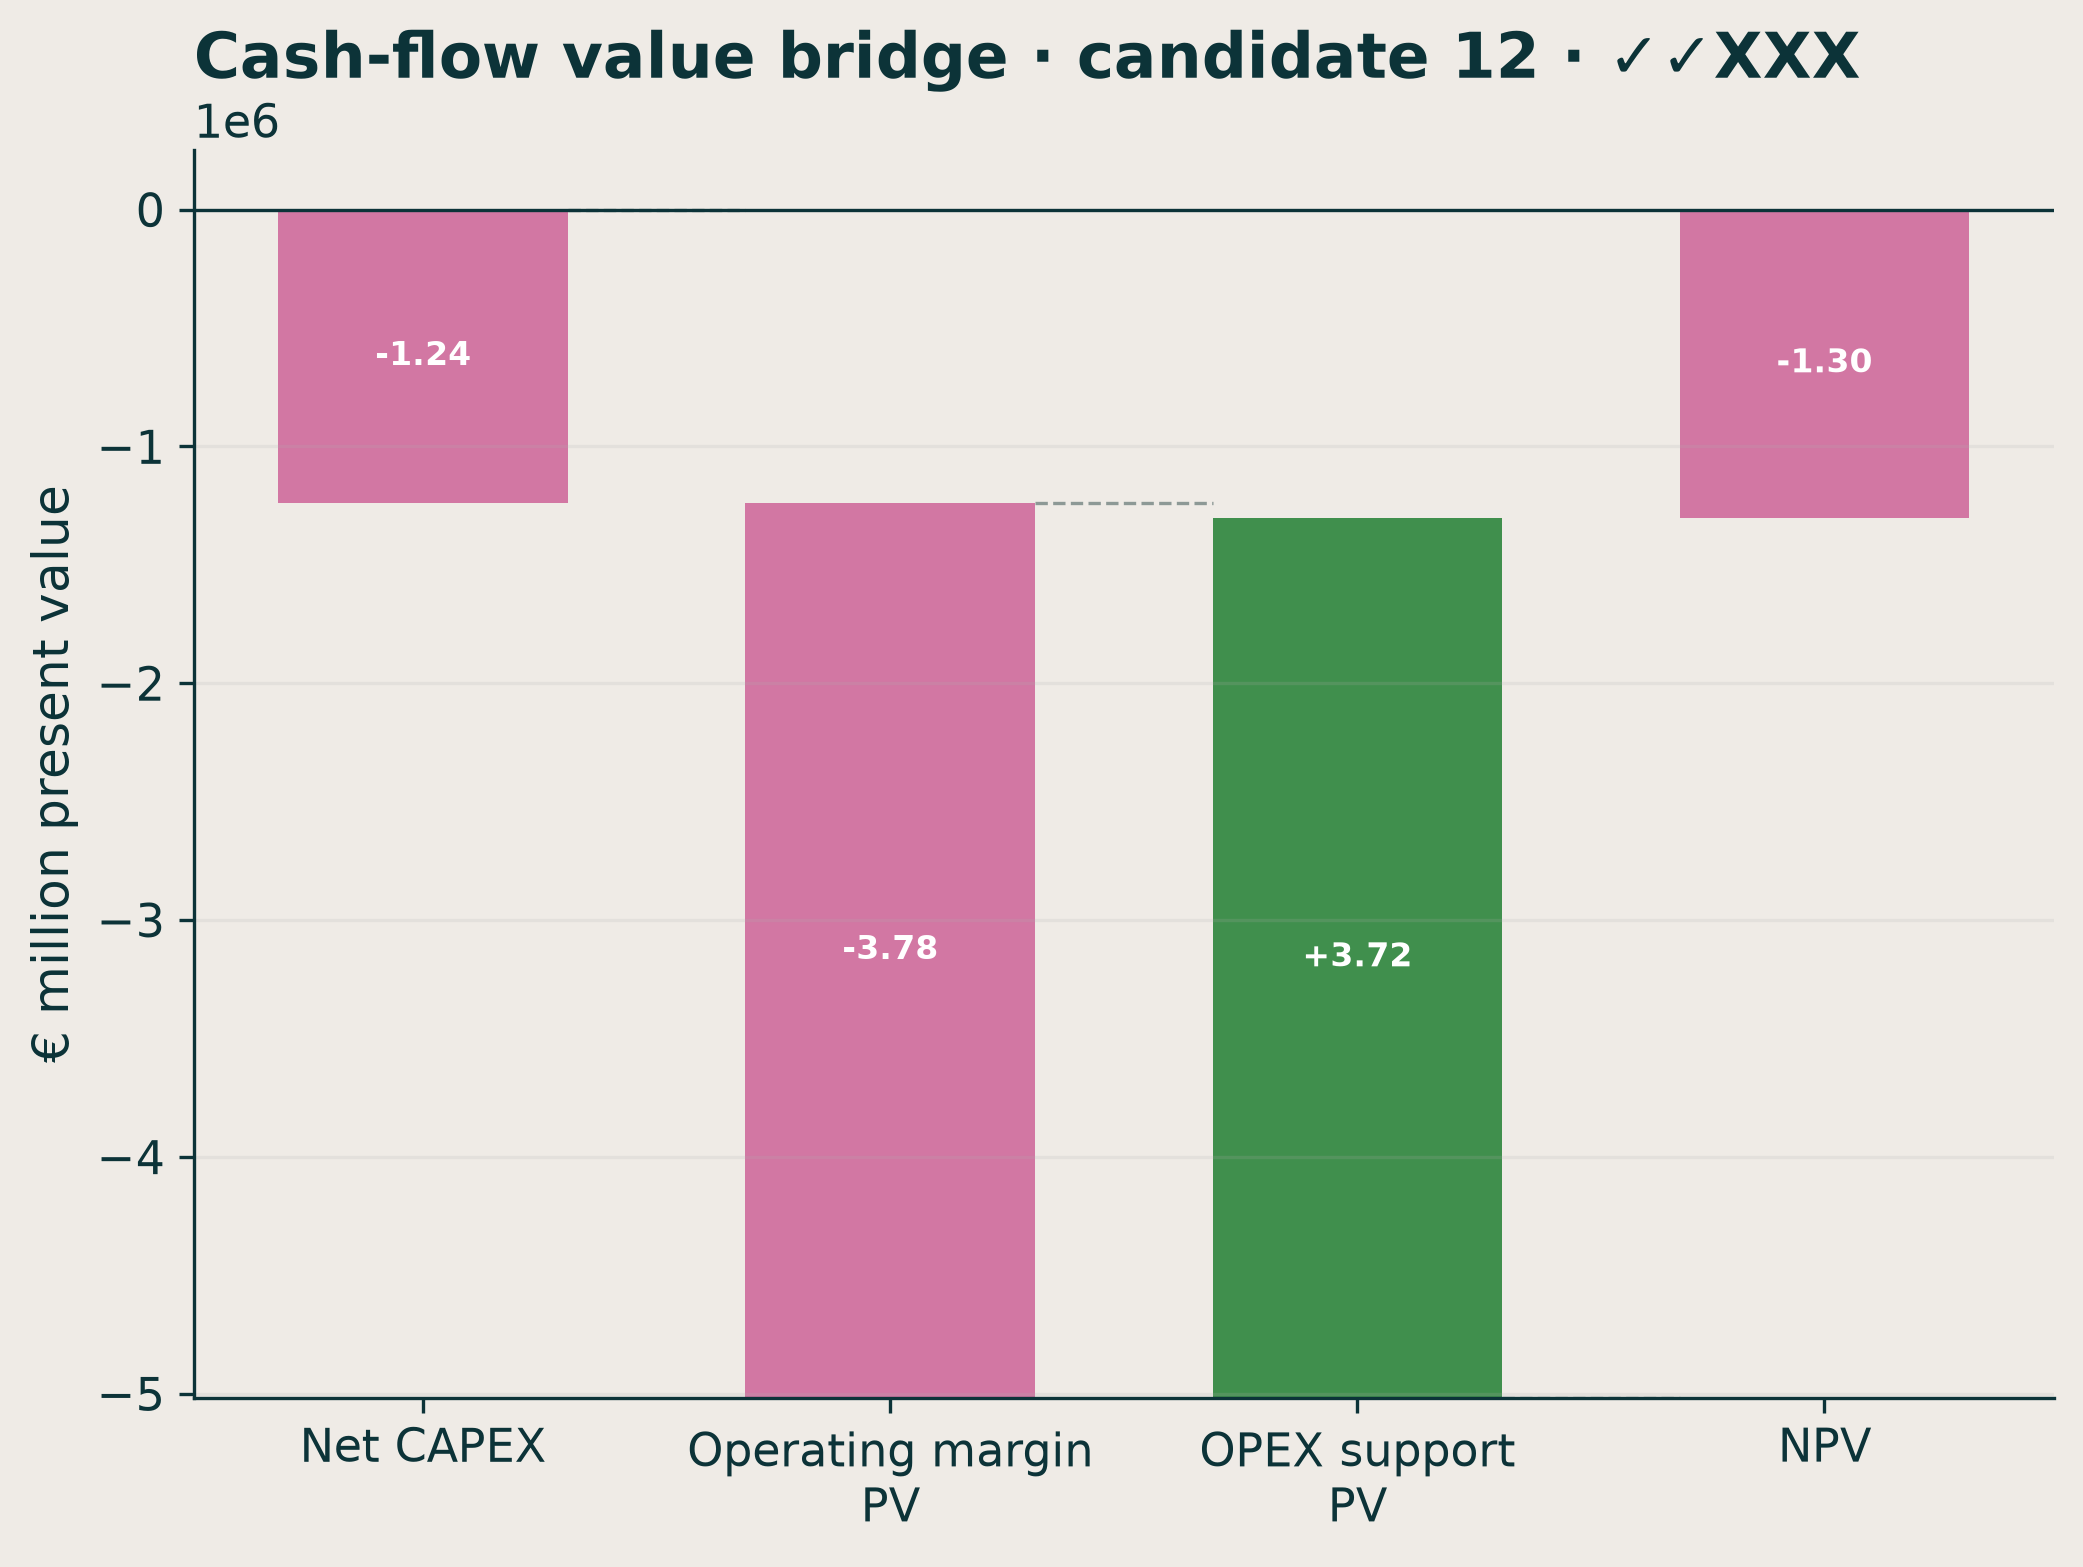 Cash-flow value bridge · candidate 12 · ✓✓XXX
1e6
0
−1
−2
−3
−4
−5
€ million present value
-1.24
-3.78
+3.72
-1.30
Net CAPEX
Operating margin
PV
OPEX support
PV
NPV